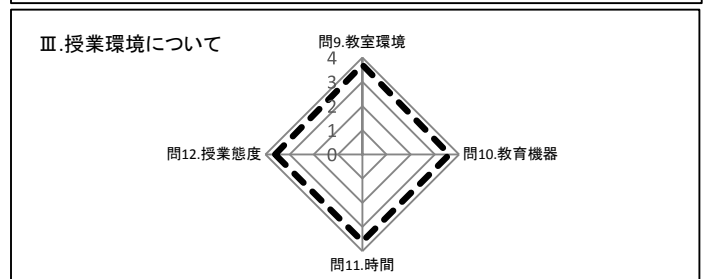 Ⅲ.授業環境について
問9.教室環境
4
3
2
1
0
問12.授業態度
問10.教育機器
問11.時間